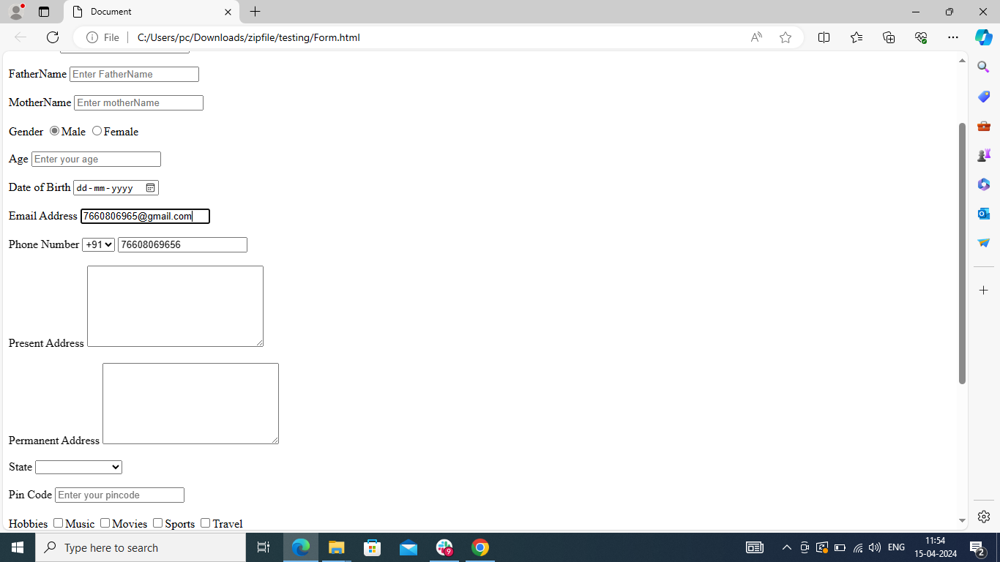 Document
File
C:/Users/pc/Downloads/zipfile/testing/Form.html
FatherName Enter FatherName
MotherName Enter motherName
Gender Male Female
Age Enter your age
Date of Birth dd-mm-yyyy
Email Address 7660806965@gmail.com
Phone Number +91 76608069656
Present Address
Permanent Address
State
Pin Code Enter your pincode
Hobbies Music Movies Sports Travel
Type here to search
9
ENG
11:54
15-04-2024
2